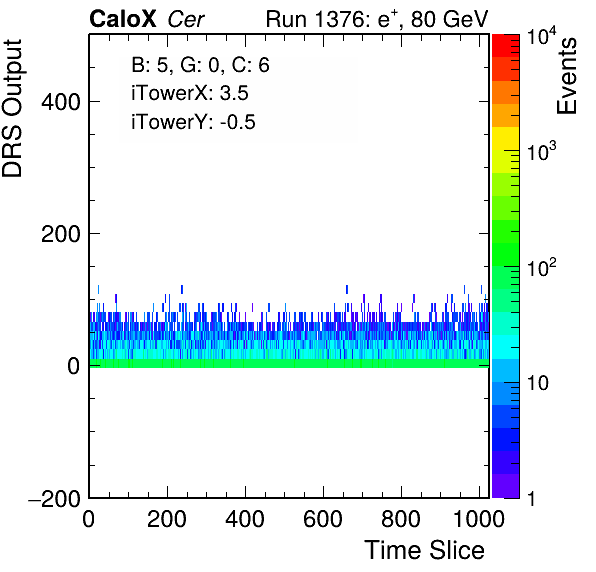 CaloX Cer Run 1376: e+, 80 GeV
B: 5, G: 0, C: 6
iTowerX: 3.5
iTowerY: -0.5
DRS Output
400
200
0
−200
0 200 400 600 800 1000
Time Slice
Events
10^4
10^3
10^2
10
1